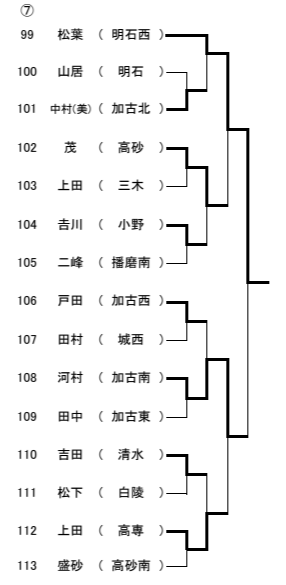 ⑦
99 松葉 ( 明石西 )
100 山居 ( 明石 )
101 中村(美) ( 加古北 )
102 茂 ( 高砂 )
103 上田 ( 三木 )
104 𠮷川 ( 小野 )
105 二峰 ( 播磨南 )
106 戸田 ( 加古西 )
107 田村 ( 城西 )
108 河村 ( 加古南 )
109 田中 ( 加古東 )
110 吉田 ( 清水 )
111 松下 ( 白陵 )
112 上田 ( 高専 )
113 盛砂 ( 高砂南 )